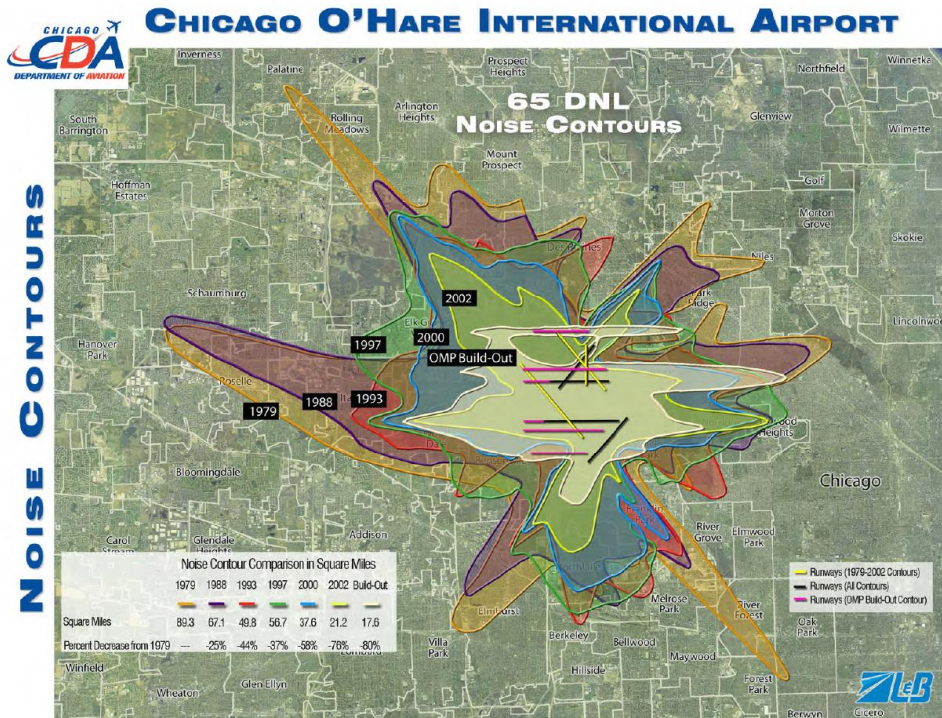 CHICAGO
CDA
DEPARTMENT OF AVIATION
CHICAGO O'HARE INTERNATIONAL AIRPORT
NOISE CONTOURS
65 DNL
NOISE CONTOURS
Inverness
Palatine
Prospect
Heights
Northfield
Winnetka
South
Barrington
Rolling
Meadows
Arlington
Heights
Glenview
Wilmette
Mount
Prospect
Hoffman
Estates
Golf
Morton
Grove
Skokie
Niles
Schaumburg
Park
Ridge
2002
Lincolnwood
Hanover
Park
1997
2000
OMP Build-Out
Roselle
1979
1988
1993
Heights
Bloomingdale
Chicago
Carol
Stream
Glendale
Heights
Addison
River
Grove
Elmwood
Park
Noise Contour Comparison in Square Miles
1979 1988 1993 1997 2000 2002 Build-Out
Square Miles 89.3 67.1 49.8 56.7 37.6 21.2 17.6
Percent Decrease from 1979 --- -25% -44% -37% -58% -76% -80%
Runways (1979-2002 Contours)
Runways (All Contours)
Runways (OMP Build-Out Contour)
Elmhurst
Melrose
Park
River
Forest
Oak
Park
Villa
Park
Berkeley
Bellwood
Maywood
Lombard
Winfield
Hillside
Forest
Park
Wheaton
Glen Ellyn
Berwyn
Cicero
L&B